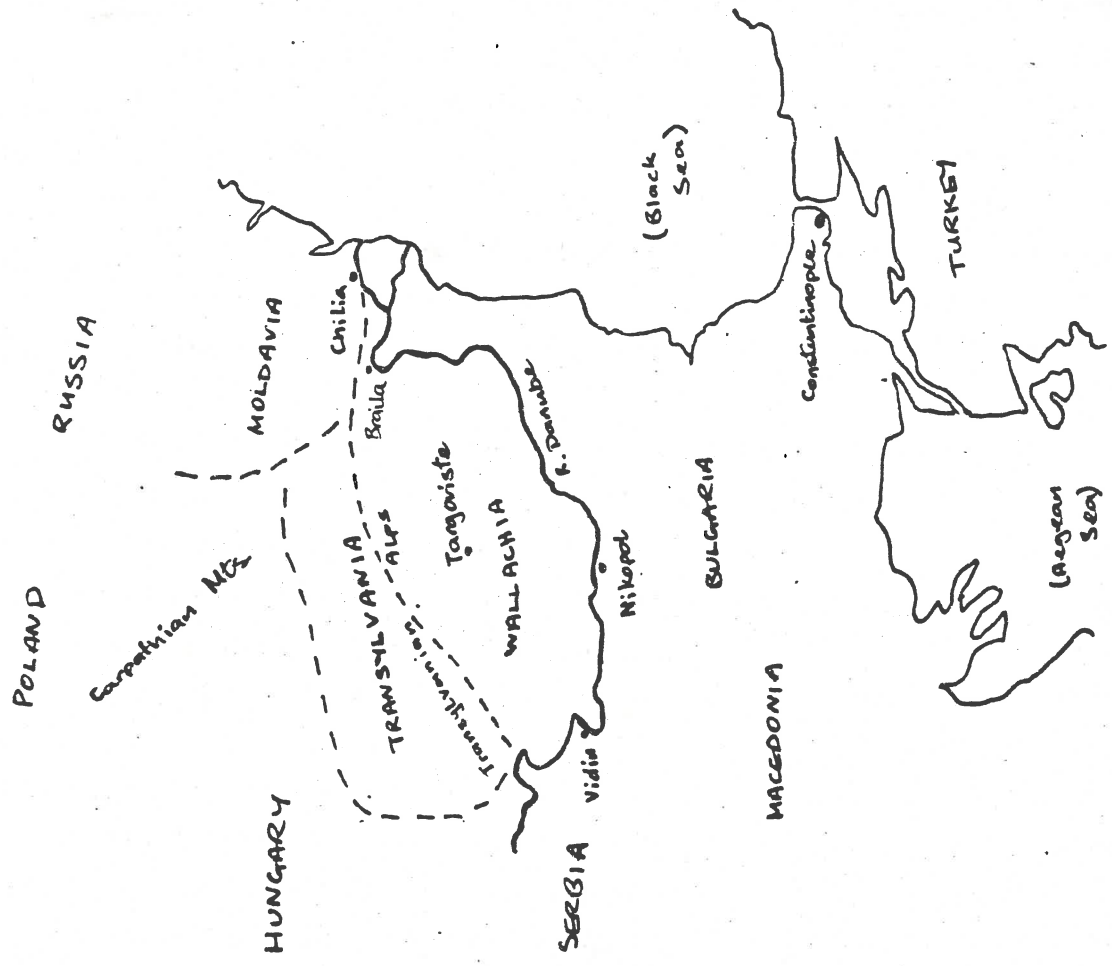 POLAND
RUSSIA
Carpathian Mts
HUNGARY
MOLDAVIA
Chilia
Braila
TRANSYLVANIA
Transylvanian ALPS
Tangoviste
WALLACHIA
R. Danube
SERBIA
Vidin
Nikopol
(Black
Sea)
BULGARIA
MACEDONIA
Constantinople
TURKEY
(Aegean
Sea)